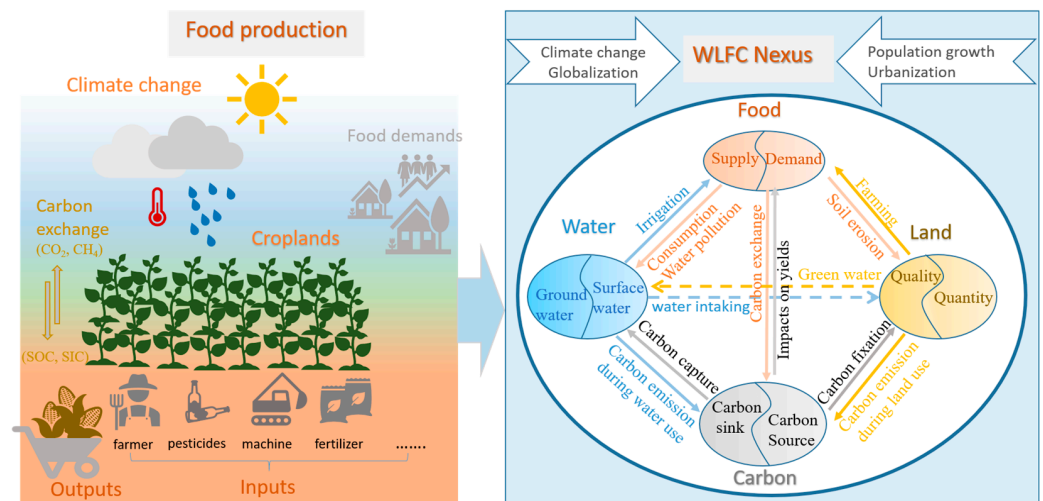 Food production
Climate change
Food demands
Carbon
exchange
(CO₂, CH₄)
Croplands
(SOC, SIC)
farmer
pesticides
machine
fertilizer
.......
Outputs
Inputs
Climate change
Globalization
WLFC Nexus
Population growth
Urbanization
Food
Supply
Demand
Irrigation
Consumption
Water pollution
Carbon exchange
Impacts on yields
Farming
Soil erosion
Water
Land
Ground
water
Surface
water
Green water
water intaking
Quality
Quantity
Carbon capture
Carbon emission
during water use
Carbon fixation
Carbon emission
during land use
Carbon
sink
Carbon
Source
Carbon